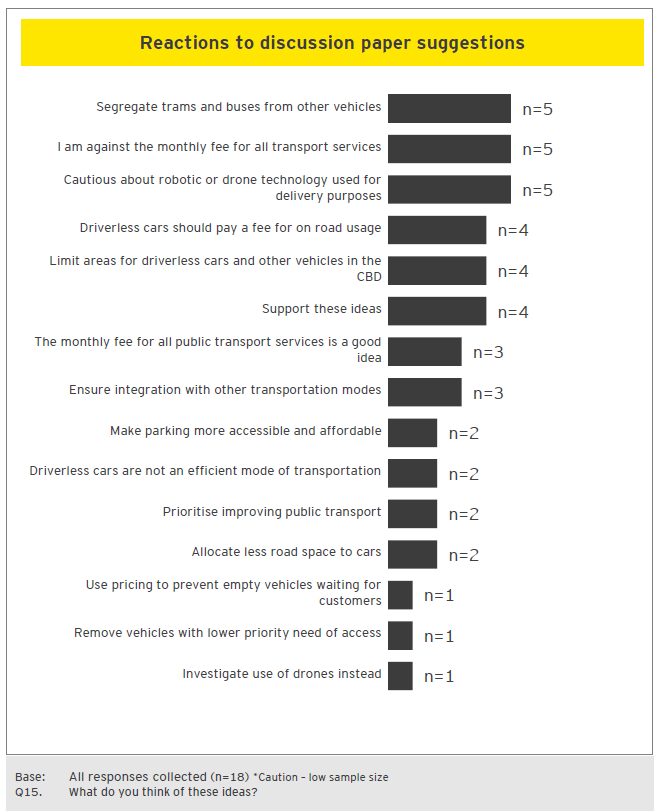 Reactions to discussion paper suggestions
Segregate trams and buses from other vehicles n=5
I am against the monthly fee for all transport services n=5
Cautious about robotic or drone technology used for
delivery purposes n=5
Driverless cars should pay a fee for on road usage n=4
Limit areas for driverless cars and other vehicles in the
CBD n=4
Support these ideas n=4
The monthly fee for all public transport services is a good
idea n=3
Ensure integration with other transportation modes n=3
Make parking more accessible and affordable n=2
Driverless cars are not an efficient mode of transportation n=2
Prioritise improving public transport n=2
Allocate less road space to cars n=2
Use pricing to prevent empty vehicles waiting for
customers n=1
Remove vehicles with lower priority need of access n=1
Investigate use of drones instead n=1
Base: All responses collected (n=18) *Caution – low sample size
Q15. What do you think of these ideas?